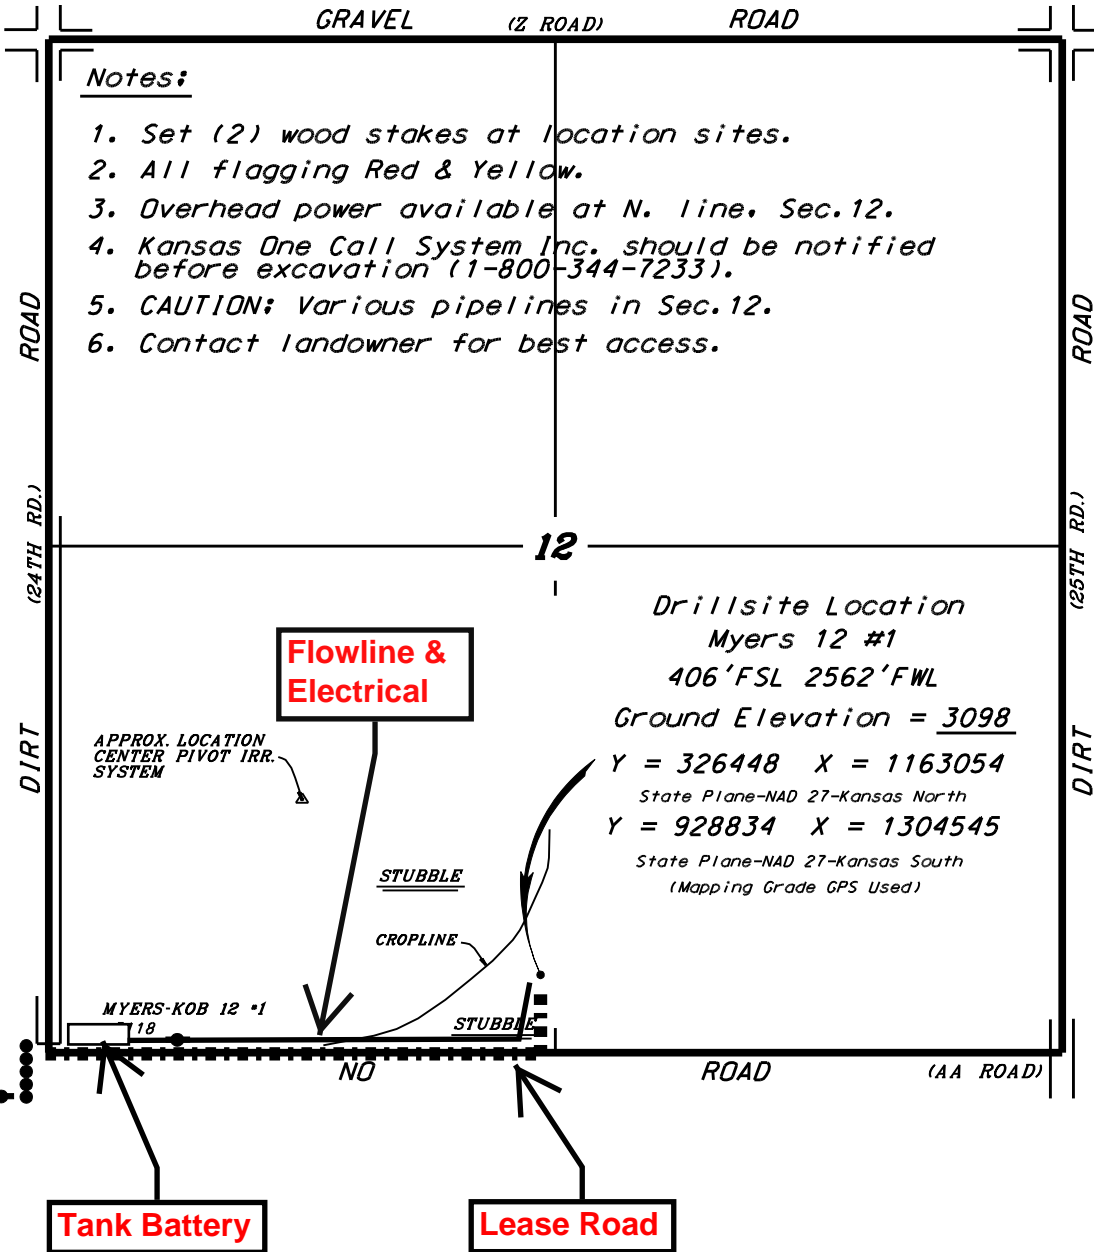 GRAVEL (Z ROAD) ROAD
Notes:
1. Set (2) wood stakes at location sites.
2. All flagging Red & Yellow.
3. Overhead power available at N. line, Sec.12.
4. Kansas One Call System Inc. should be notified
before excavation (1-800-344-7233).
5. CAUTION: Various pipelines in Sec.12.
6. Contact landowner for best access.
ROAD
ROAD
(24TH RD.)
(25TH RD.)
12
DIRT
DIRT
Drillsite Location
Myers 12 #1
406'FSL 2562'FWL
Ground Elevation = 3098
Y = 326448 X = 1163054
State Plane-NAD 27-Kansas North
Y = 928834 X = 1304545
State Plane-NAD 27-Kansas South
(Mapping Grade GPS Used)
Flowline &
Electrical
APPROX. LOCATION
CENTER PIVOT IRR.
SYSTEM
STUBBLE
CROPLINE
MYERS-KOB 12 #1
18
STUBBLE
NO ROAD (AA ROAD)
Tank Battery
Lease Road